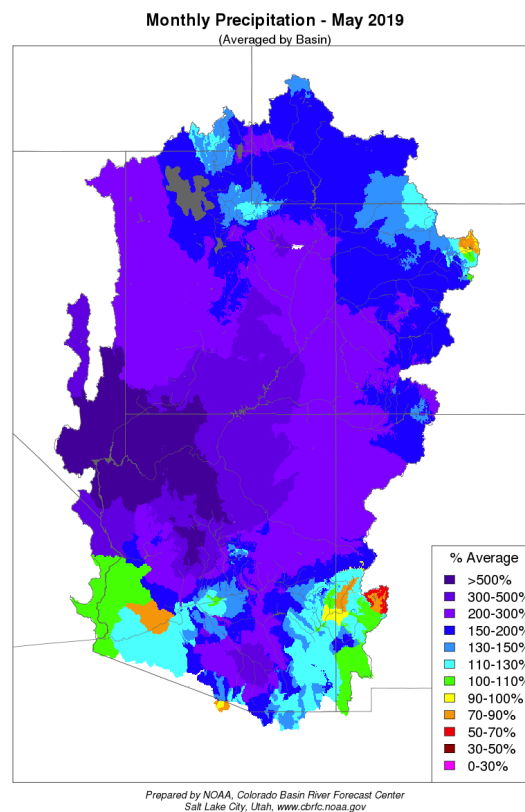 Monthly Precipitation - May 2019
(Averaged by Basin)
% Average
>500%
300-500%
200-300%
150-200%
130-150%
110-130%
100-110%
90-100%
70-90%
50-70%
30-50%
0-30%
Prepared by NOAA, Colorado Basin River Forecast Center
Salt Lake City, Utah, www.cbrfc.noaa.gov